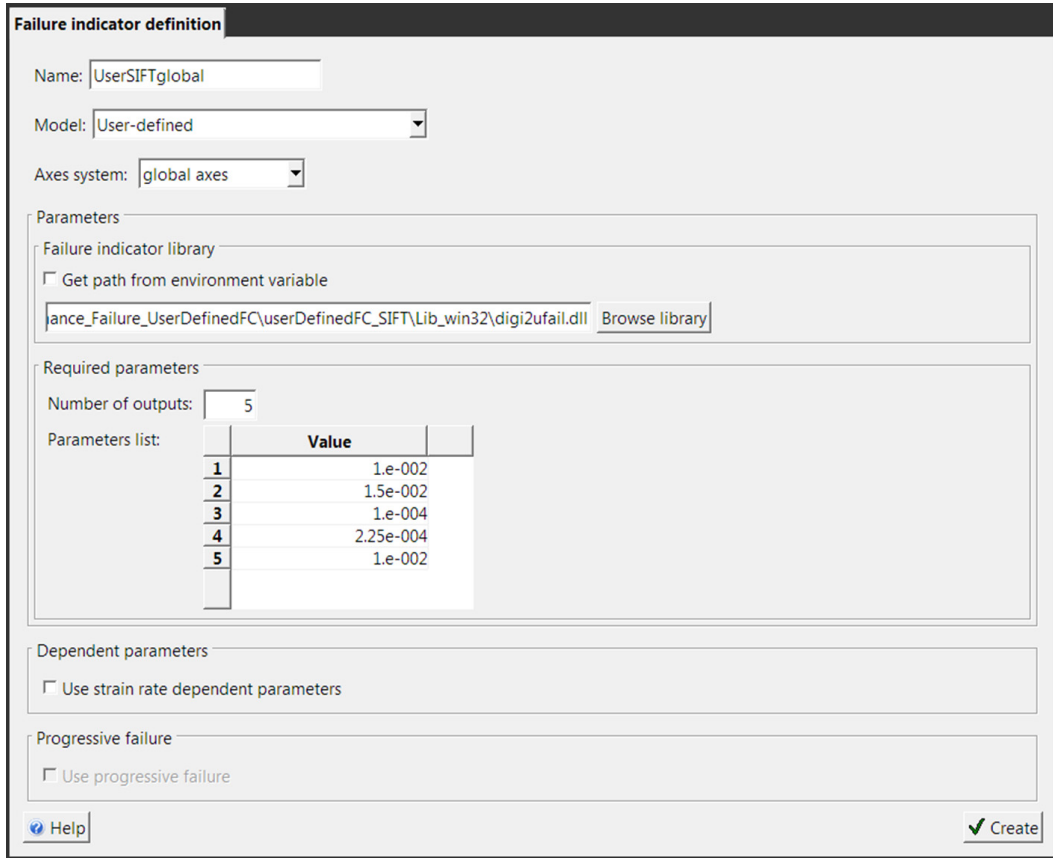 Failure indicator definition
Name: UserSIFTglobal
Model: User-defined
Axes system: global axes
Parameters
Failure indicator library
Get path from environment variable
ance_Failure_UserDefinedFC\userDefinedFC_SIFT\Lib_win32\digi2ufail.dll Browse library
Required parameters
Number of outputs: 5
Parameters list: Value
1 1.e-002
2 1.5e-002
3 1.e-004
4 2.25e-004
5 1.e-002
Dependent parameters
Use strain rate dependent parameters
Progressive failure
Use progressive failure
Help Create